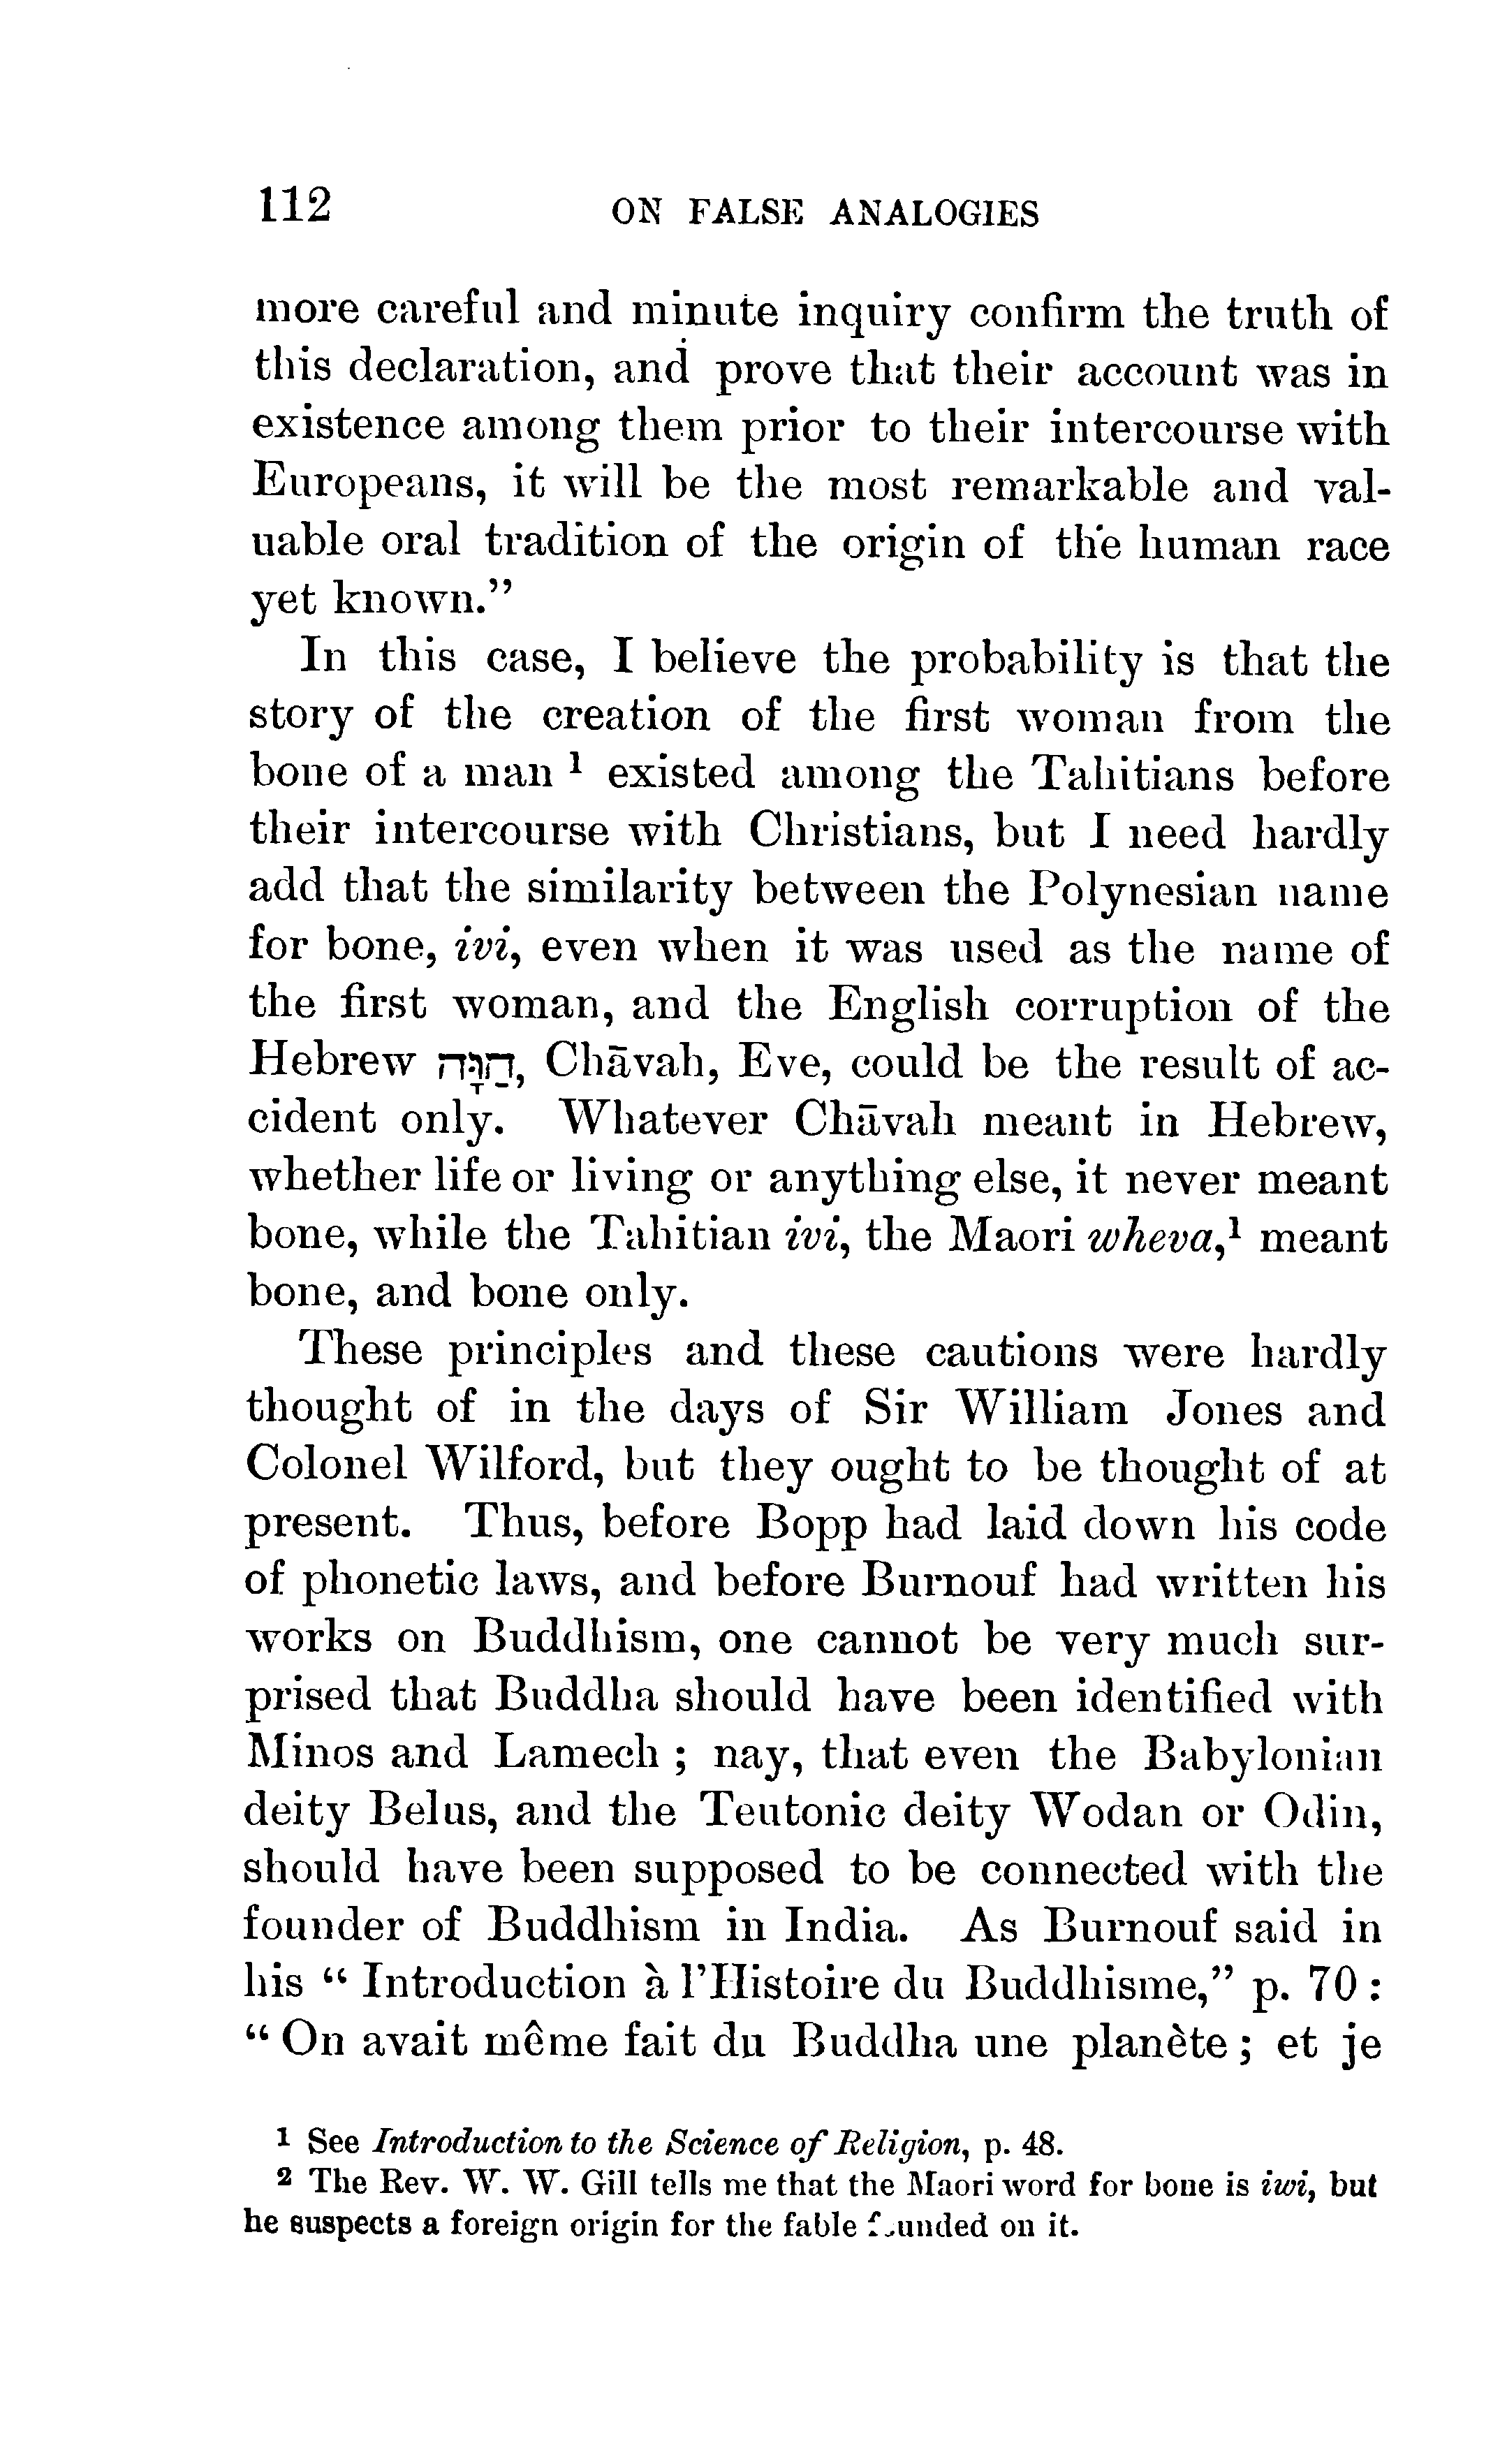 112 ON FALSE ANALOGIES
more careful and minute inquiry confirm the truth of
this declaration, and prove that their account was in
existence among them prior to their intercourse with
Europeans, it will be the most remarkable and val-
uable oral tradition of the origin of the human race
yet known.”
In this case, I believe the probability is that the
story of the creation of the first woman from the
bone of a man ¹ existed among the Tahitians before
their intercourse with Christians, but I need hardly
add that the similarity between the Polynesian name
for bone, ivi, even when it was used as the name of
the first woman, and the English corruption of the
Hebrew חַוָּה, Chāvah, Eve, could be the result of ac-
cident only. Whatever Chāvah meant in Hebrew,
whether life or living or anything else, it never meant
bone, while the Tahitian ivi, the Maori wheva,¹ meant
bone, and bone only.
These principles and these cautions were hardly
thought of in the days of Sir William Jones and
Colonel Wilford, but they ought to be thought of at
present. Thus, before Bopp had laid down his code
of phonetic laws, and before Burnouf had written his
works on Buddhism, one cannot be very much sur-
prised that Buddha should have been identified with
Minos and Lamech ; nay, that even the Babylonian
deity Belus, and the Teutonic deity Wodan or Odin,
should have been supposed to be connected with the
founder of Buddhism in India. As Burnouf said in
his “ Introduction à l’Histoire du Buddhisme,” p. 70 :
“ On avait même fait du Buddha une planète ; et je
¹ See Introduction to the Science of Religion, p. 48.
² The Rev. W. W. Gill tells me that the Maori word for bone is iwi, but
he suspects a foreign origin for the fable founded on it.